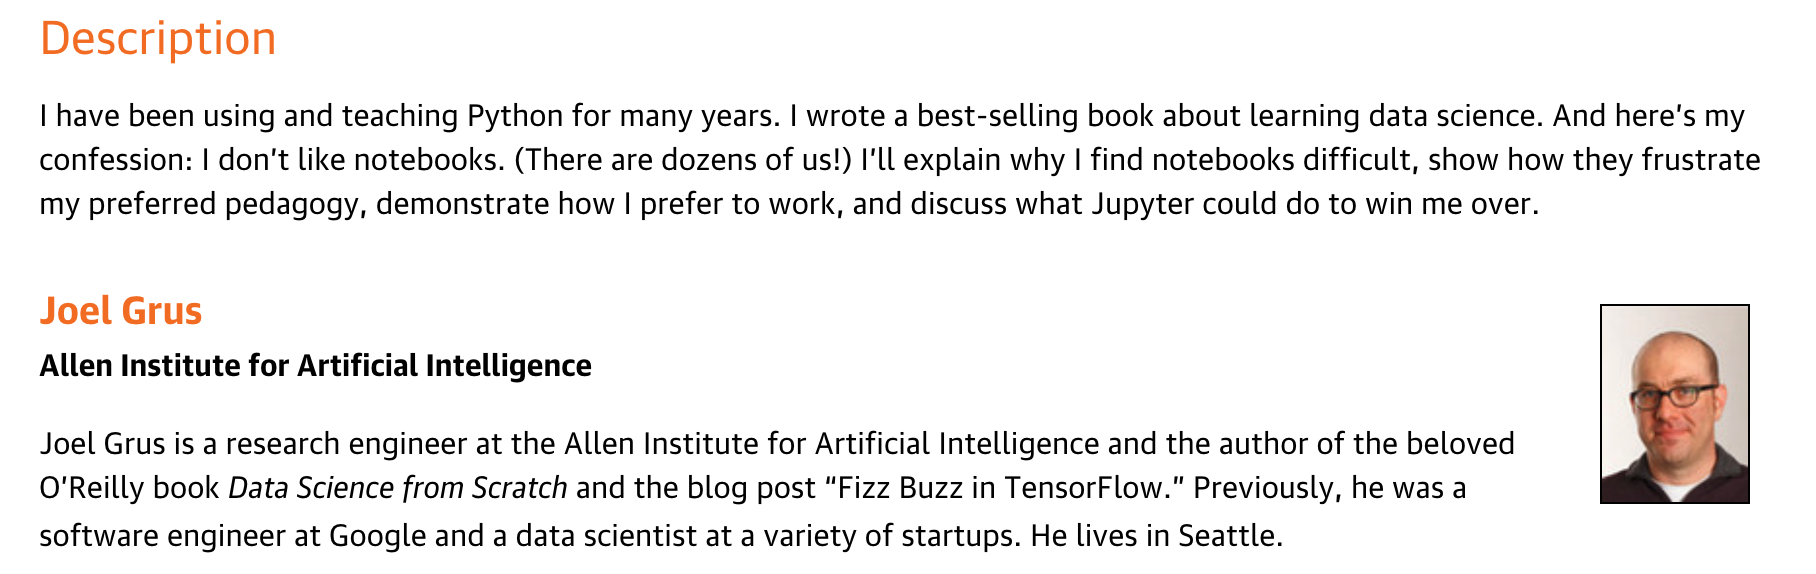 Description
I have been using and teaching Python for many years. I wrote a best-selling book about learning data science. And here’s my
confession: I don’t like notebooks. (There are dozens of us!) I’ll explain why I find notebooks difficult, show how they frustrate
my preferred pedagogy, demonstrate how I prefer to work, and discuss what Jupyter could do to win me over.
Joel Grus
Allen Institute for Artificial Intelligence
Joel Grus is a research engineer at the Allen Institute for Artificial Intelligence and the author of the beloved
O’Reilly book Data Science from Scratch and the blog post “Fizz Buzz in TensorFlow.” Previously, he was a
software engineer at Google and a data scientist at a variety of startups. He lives in Seattle.